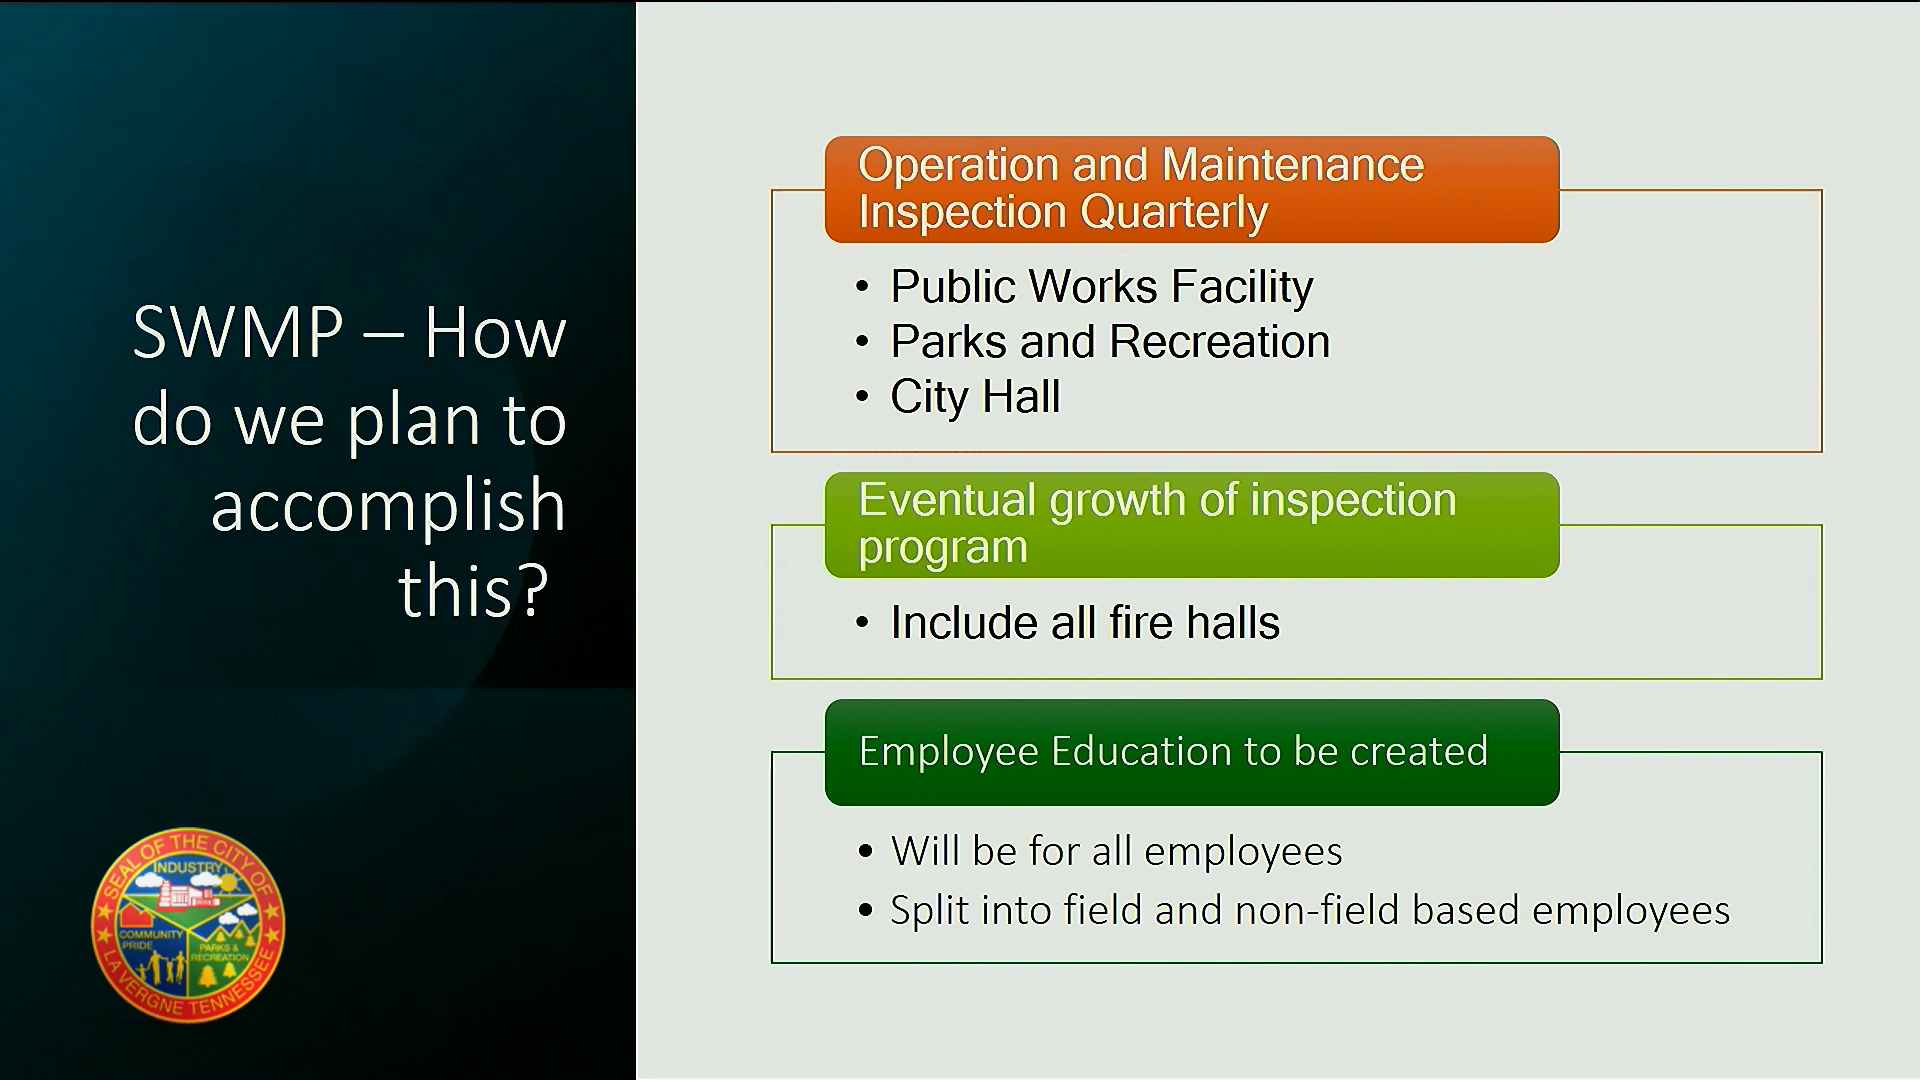 SWMP – How
do we plan to
accomplish
this?
Operation and Maintenance
Inspection Quarterly
• Public Works Facility
• Parks and Recreation
• City Hall
Eventual growth of inspection
program
• Include all fire halls
Employee Education to be created
• Will be for all employees
• Split into field and non-field based employees
SEAL OF THE CITY OF
LA VERGNE TENNESSEE
INDUSTRY
COMMUNITY
PRIDE
PARKS &
RECREATION